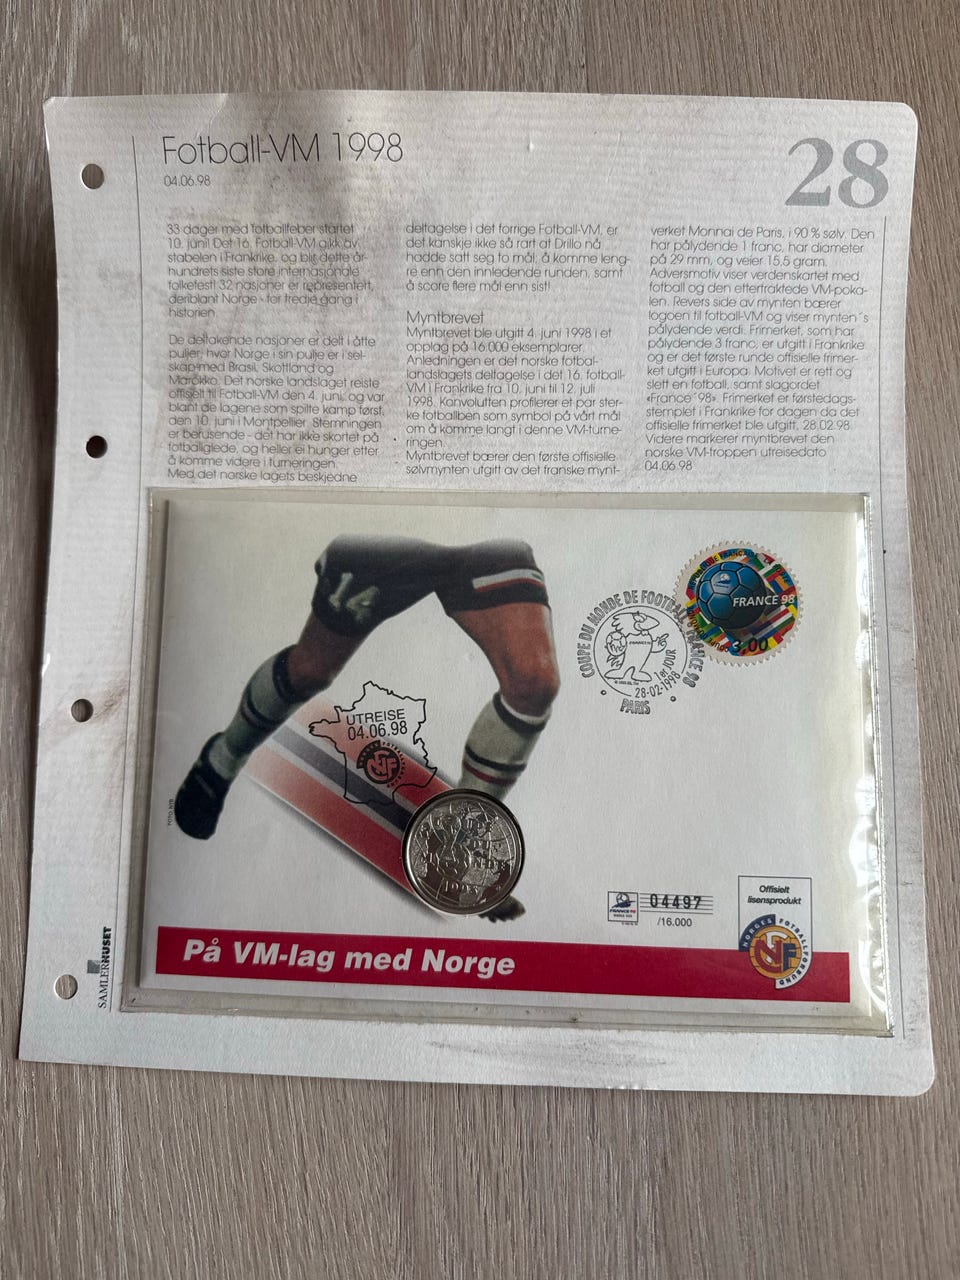 Fotball-VM 1998
04.06.98
28
33 dager med fotballfeber startet
10. juni! Det 16. Fotball-VM gikk av
stabelen i Frankrike, og blir dette år-
hundrets siste store internasjonale
folkefest! 32 nasjoner er representert,
deriblant Norge - for tredje gang i
historien.
De deltakende nasjoner er delt i åtte
puljer, hvor Norge i sin pulje er i sel-
skap med Brasil, Skottland og
Marokko. Det norske landslaget reiste
offisielt til Fotball-VM den 4. juni, og var
blant de lagene som spilte kamp først,
den 10. juni i Montpellier. Stemningen
er berusende - det har ikke skortet på
fotballglede, og heller ei hunger etter
å komme videre i turneringen.
Med det norske lagets beskjedne
deltagelse i det forrige Fotball-VM, er
det kanskje ikke så rart at Drillo nå
hadde satt seg to mål; å komme leng-
re enn den innledende runden, samt
å score flere mål enn sist!
Myntbrevet
Myntbrevet ble utgitt 4. juni 1998 i et
opplag på 16.000 eksemplarer.
Anledningen er det norske fotball-
landslagets deltagelse i det 16. fotball-
VM i Frankrike fra 10. juni til 12. juli
1998. Konvolutten profilerer et par ster-
ke fotballben som symbol på vårt mål
om å komme langt i denne VM-turne-
ringen.
Myntbrevet bærer den første offisielle
sølvmynten utgitt av det franske mynt-
verket Monnai de Paris, i 90 % sølv. Den
har pålydende 1 franc, har diameter
på 29 mm, og veier 15,5 gram.
Adversmotiv viser verdenskartet med
fotball og den ettertraktede VM-poka-
len. Revers side av mynten bærer
logoen til fotball-VM og viser mynten´s
pålydende verdi. Frimerket, som har
pålydende 3 franc, er utgitt i Frankrike
og er det første runde offisielle frimer-
ket utgitt i Europa. Motivet er rett og
slett en fotball, samt slagordet
«France´98». Frimerket er førstedags-
stemplet i Frankrike for dagen da det
offisielle frimerket ble utgitt, 28.02.98.
Videre markerer myntbrevet den
norske VM-troppen utreisedato
04.06.98
14
FRANCE 98
3,00
COUPE DU MONDE DE FOOTBALL FRANCE 98
1er JOUR
28-02-1998
PARIS
UTREISE
04.06.98
NORGES FOTBALLFORBUND
NFF
1998
FOTO: NTB
FRANCE 98
04497
/16.000
Offisielt
lisensprodukt
NORGES FOTBALLFORBUND
NFF
På VM-lag med Norge
SAMLERHUSET